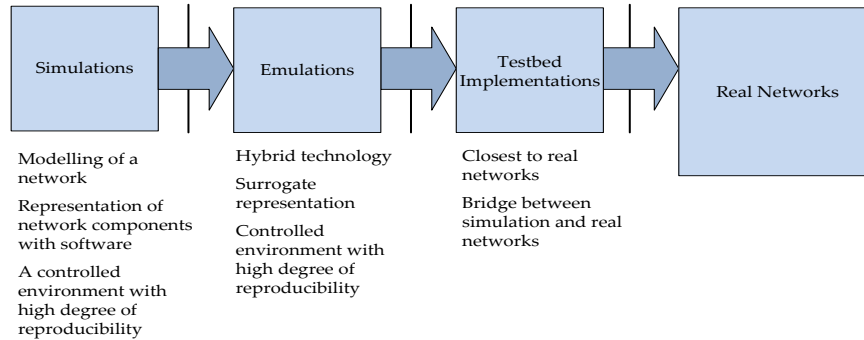 Simulations
Emulations
Testbed
Implementations
Real Networks
Modelling of a
network
Representation of
network components
with software
A controlled
environment with
high degree of
reproducibility
Hybrid technology
Surrogate
representation
Controlled
environment with
high degree of
reproducibility
Closest to real
networks
Bridge between
simulation and real
networks